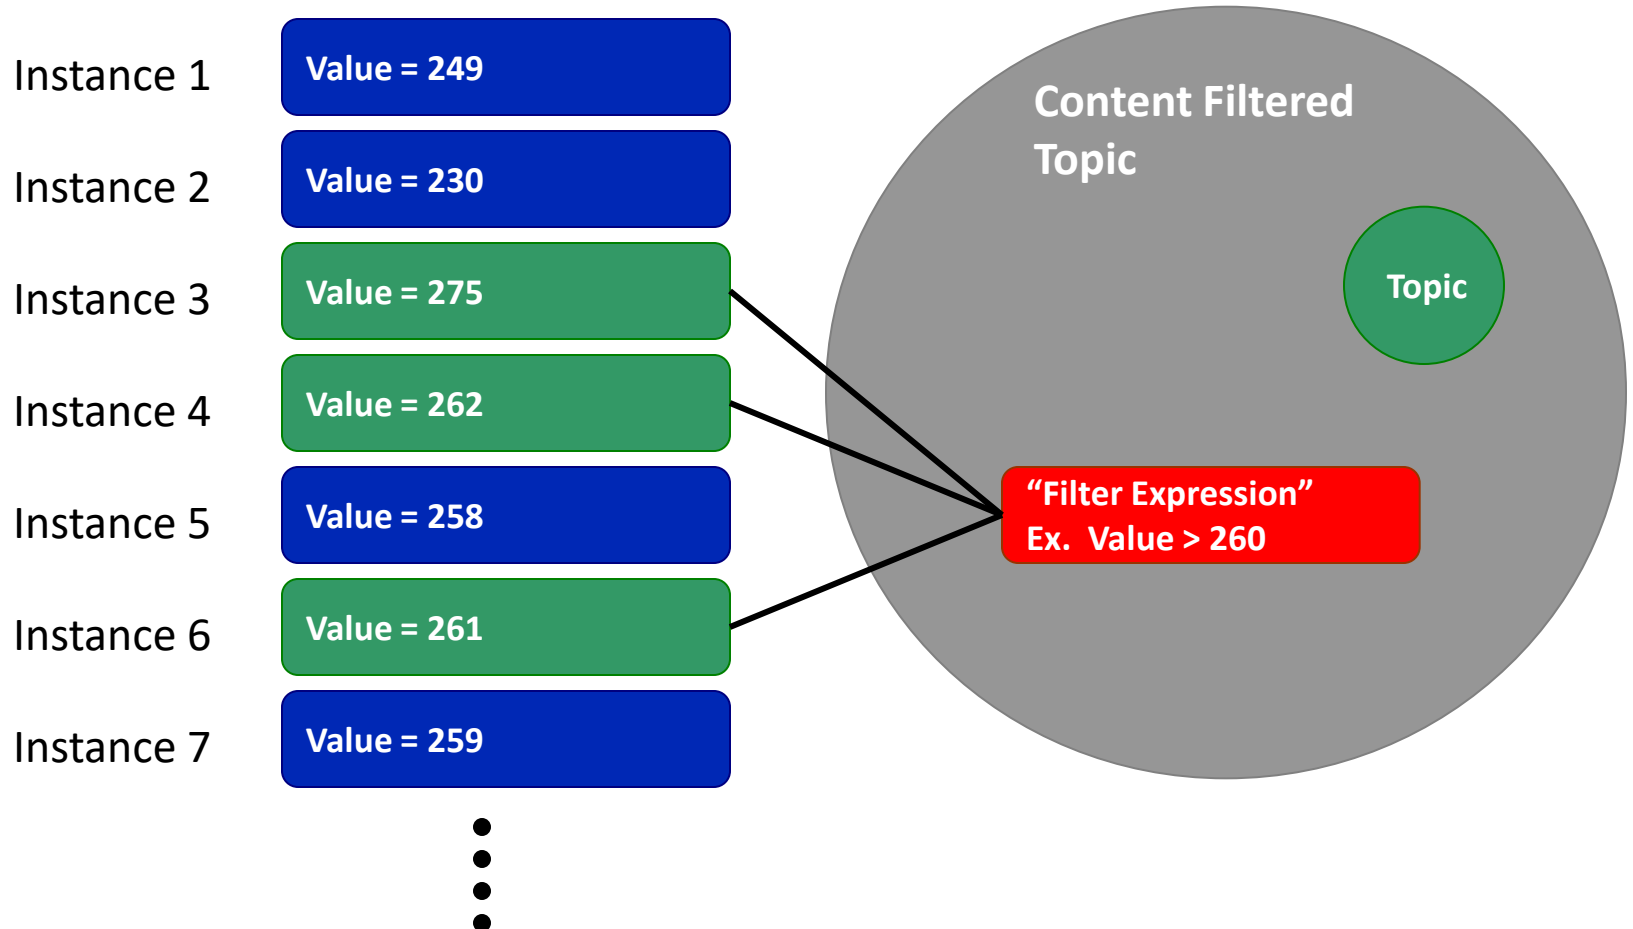 Instance 1
Value = 249
Instance 2
Value = 230
Instance 3
Value = 275
Instance 4
Value = 262
Instance 5
Value = 258
Instance 6
Value = 261
Instance 7
Value = 259
Content Filtered
Topic
Topic
“Filter Expression”
Ex.  Value > 260